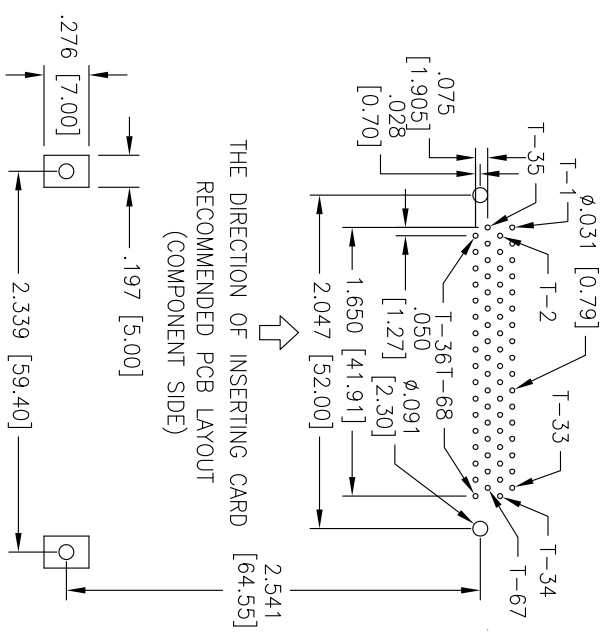 T-1
ø.031 [0.79]
T-33
T-35
T-2
T-34
T-67
.075
[1.905]
.028
[0.70]
T-36
T-68
.050
[1.27]
ø.091
[2.30]
1.650 [41.91]
2.047 [52.00]
THE DIRECTION OF INSERTING CARD
RECOMMENDED PCB LAYOUT
(COMPONENT SIDE)
2.541
[64.55]
.276 [7.00]
.197 [5.00]
2.339 [59.40]